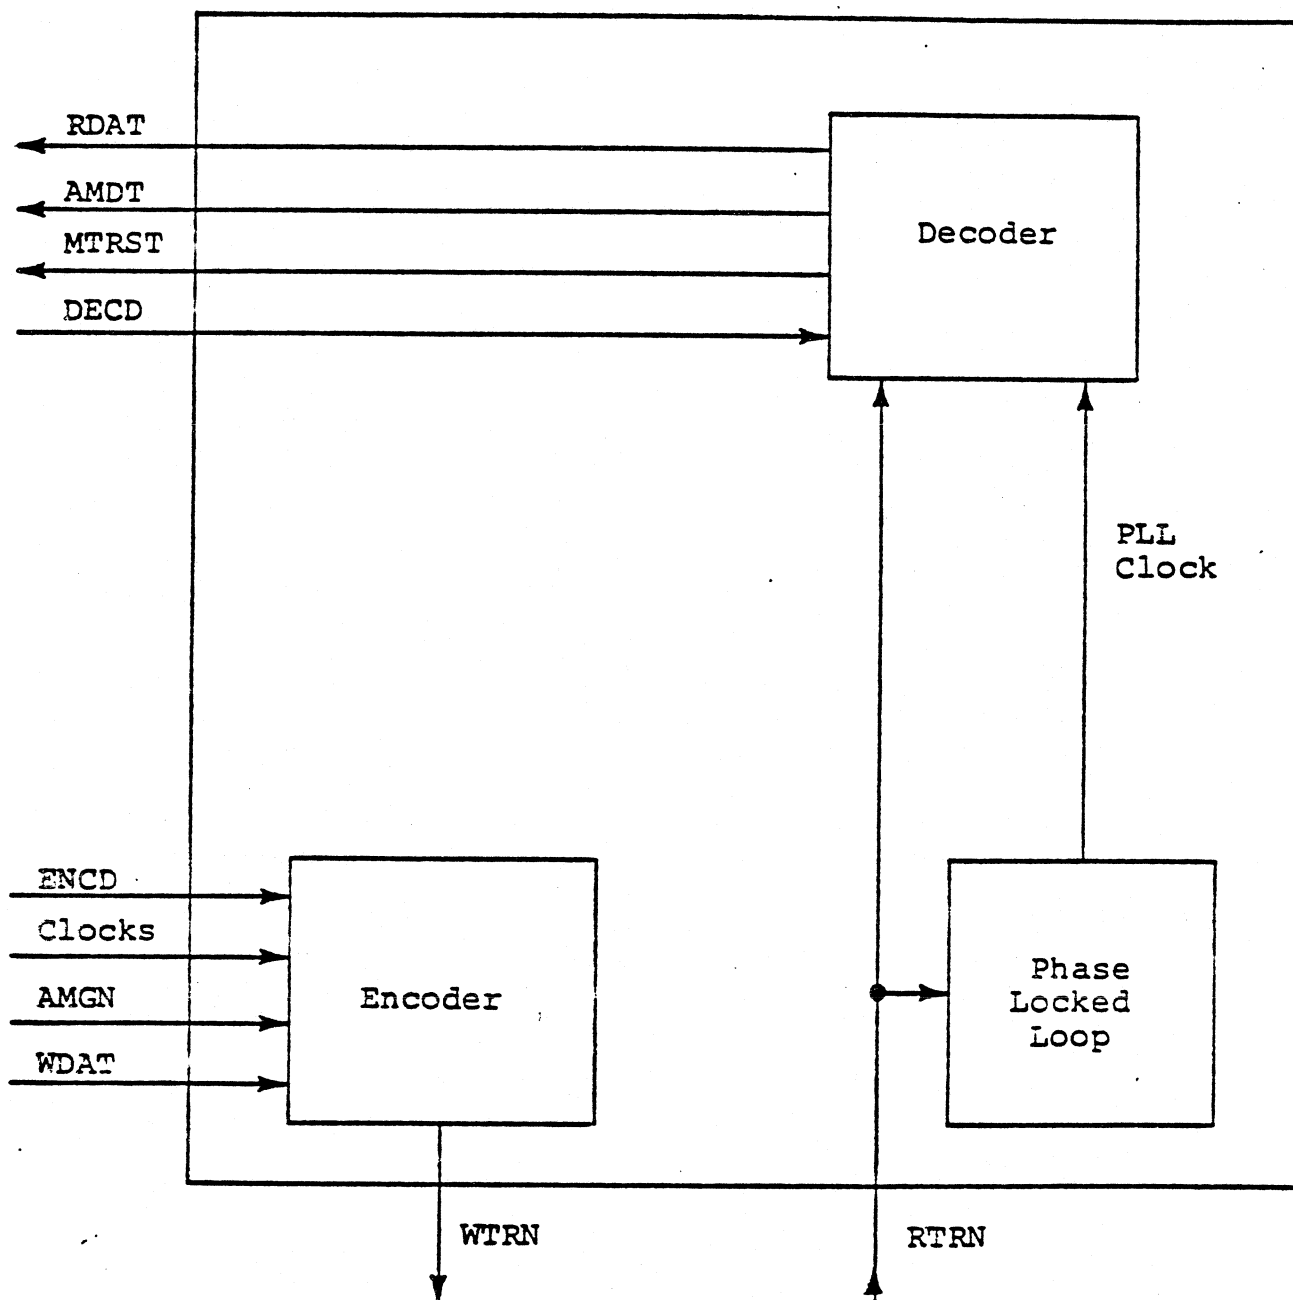 RDAT
AMDT
MTRST
DECD
Decoder
PLL
Clock
ENCD
Clocks
AMGN
WDAT
Encoder
Phase
Locked
Loop
WTRN
RTRN